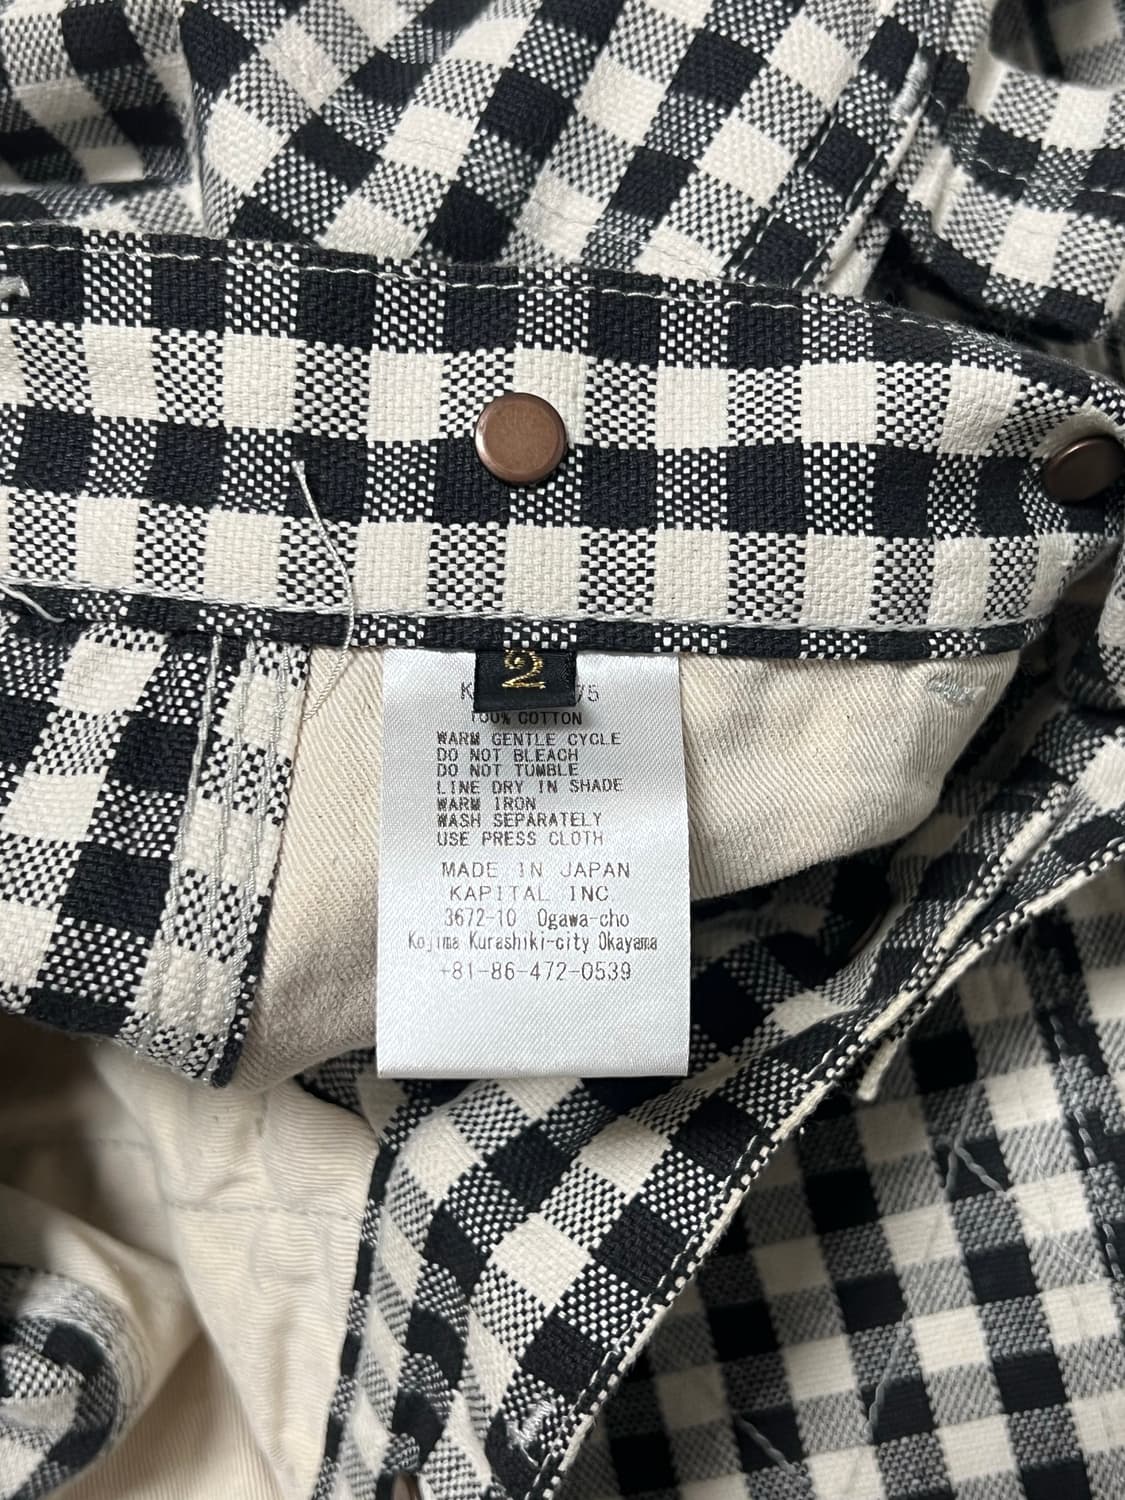 2
100% COTTON
WARM GENTLE CYCLE
DO NOT BLEACH
DO NOT TUMBLE
LINE DRY IN SHADE
WARM IRON
WASH SEPARATELY
USE PRESS CLOTH
MADE IN JAPAN
KAPITAL INC
3672-10 Ogawa-cho
Kojima Kurashiki-city Okayama
+81-86-472-0539